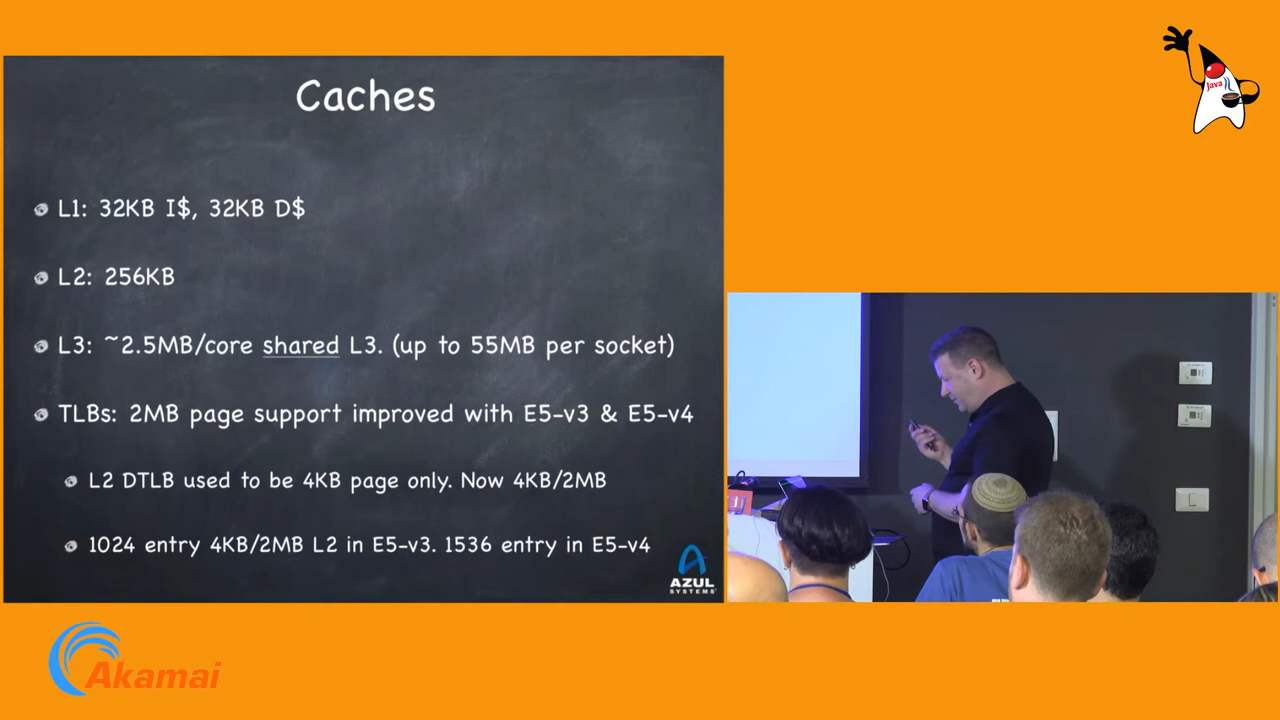 Caches
L1: 32KB I$, 32KB D$
L2: 256KB
L3: ~2.5MB/core shared L3. (up to 55MB per socket)
TLBs: 2MB page support improved with E5-v3 & E5-v4
L2 DTLB used to be 4KB page only. Now 4KB/2MB
1024 entry 4KB/2MB L2 in E5-v3. 1536 entry in E5-v4
AZUL
SYSTEMS
Java
Akamai